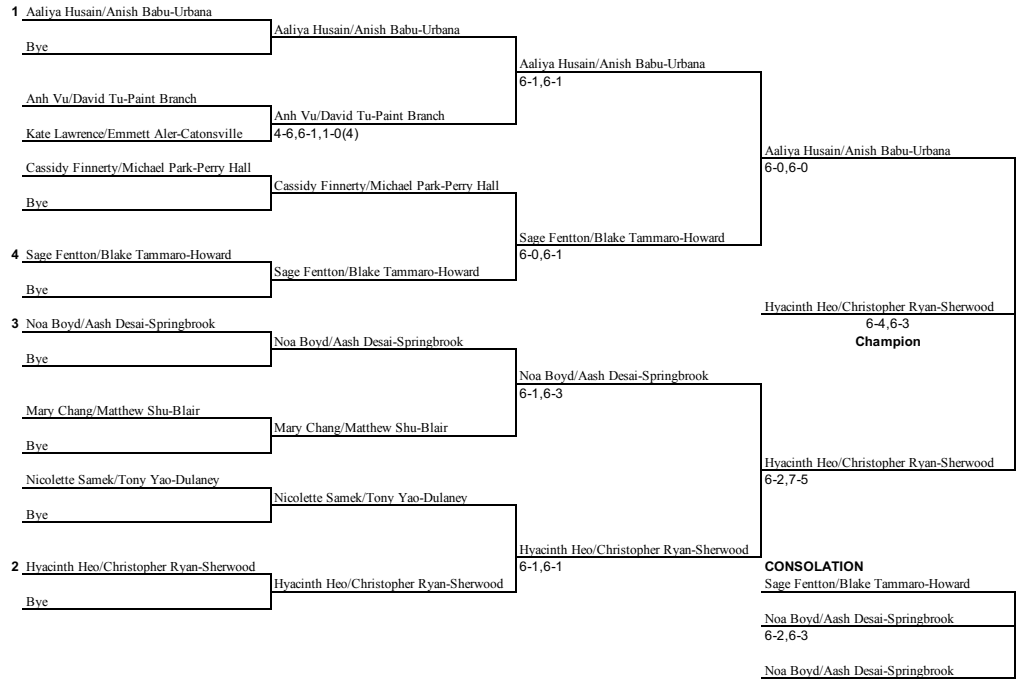 1 Aaliya Husain/Anish Babu-Urbana
Bye
Anh Vu/David Tu-Paint Branch
Kate Lawrence/Emmett Aler-Catonsville
Cassidy Finnerty/Michael Park-Perry Hall
Bye
4 Sage Fentton/Blake Tammaro-Howard
Bye
3 Noa Boyd/Aash Desai-Springbrook
Bye
Mary Chang/Matthew Shu-Blair
Bye
Nicolette Samek/Tony Yao-Dulaney
Bye
2 Hyacinth Heo/Christopher Ryan-Sherwood
Bye
Aaliya Husain/Anish Babu-Urbana
Anh Vu/David Tu-Paint Branch
4-6,6-1,1-0(4)
Cassidy Finnerty/Michael Park-Perry Hall
Sage Fentton/Blake Tammaro-Howard
Noa Boyd/Aash Desai-Springbrook
Mary Chang/Matthew Shu-Blair
Nicolette Samek/Tony Yao-Dulaney
Hyacinth Heo/Christopher Ryan-Sherwood
Aaliya Husain/Anish Babu-Urbana
6-1,6-1
Sage Fentton/Blake Tammaro-Howard
6-0,6-1
Noa Boyd/Aash Desai-Springbrook
6-1,6-3
Hyacinth Heo/Christopher Ryan-Sherwood
6-1,6-1
Aaliya Husain/Anish Babu-Urbana
6-0,6-0
Hyacinth Heo/Christopher Ryan-Sherwood
6-4,6-3
Champion
Hyacinth Heo/Christopher Ryan-Sherwood
6-2,7-5
CONSOLATION
Sage Fentton/Blake Tammaro-Howard
Noa Boyd/Aash Desai-Springbrook
6-2,6-3
Noa Boyd/Aash Desai-Springbrook